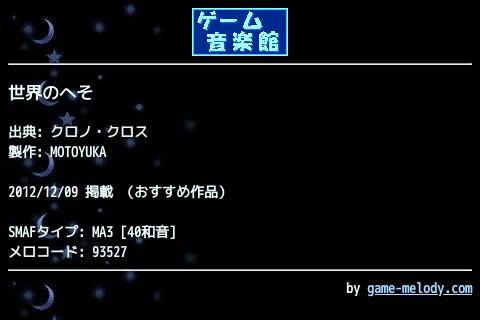 ゲーム
音楽館
世界のへそ
出典: クロノ・クロス
製作: MOTOYUKA
2012/12/09 掲載 （おすすめ作品）
SMAFタイプ: MA3 [40和音]
メロコード: 93527
by game-melody.com